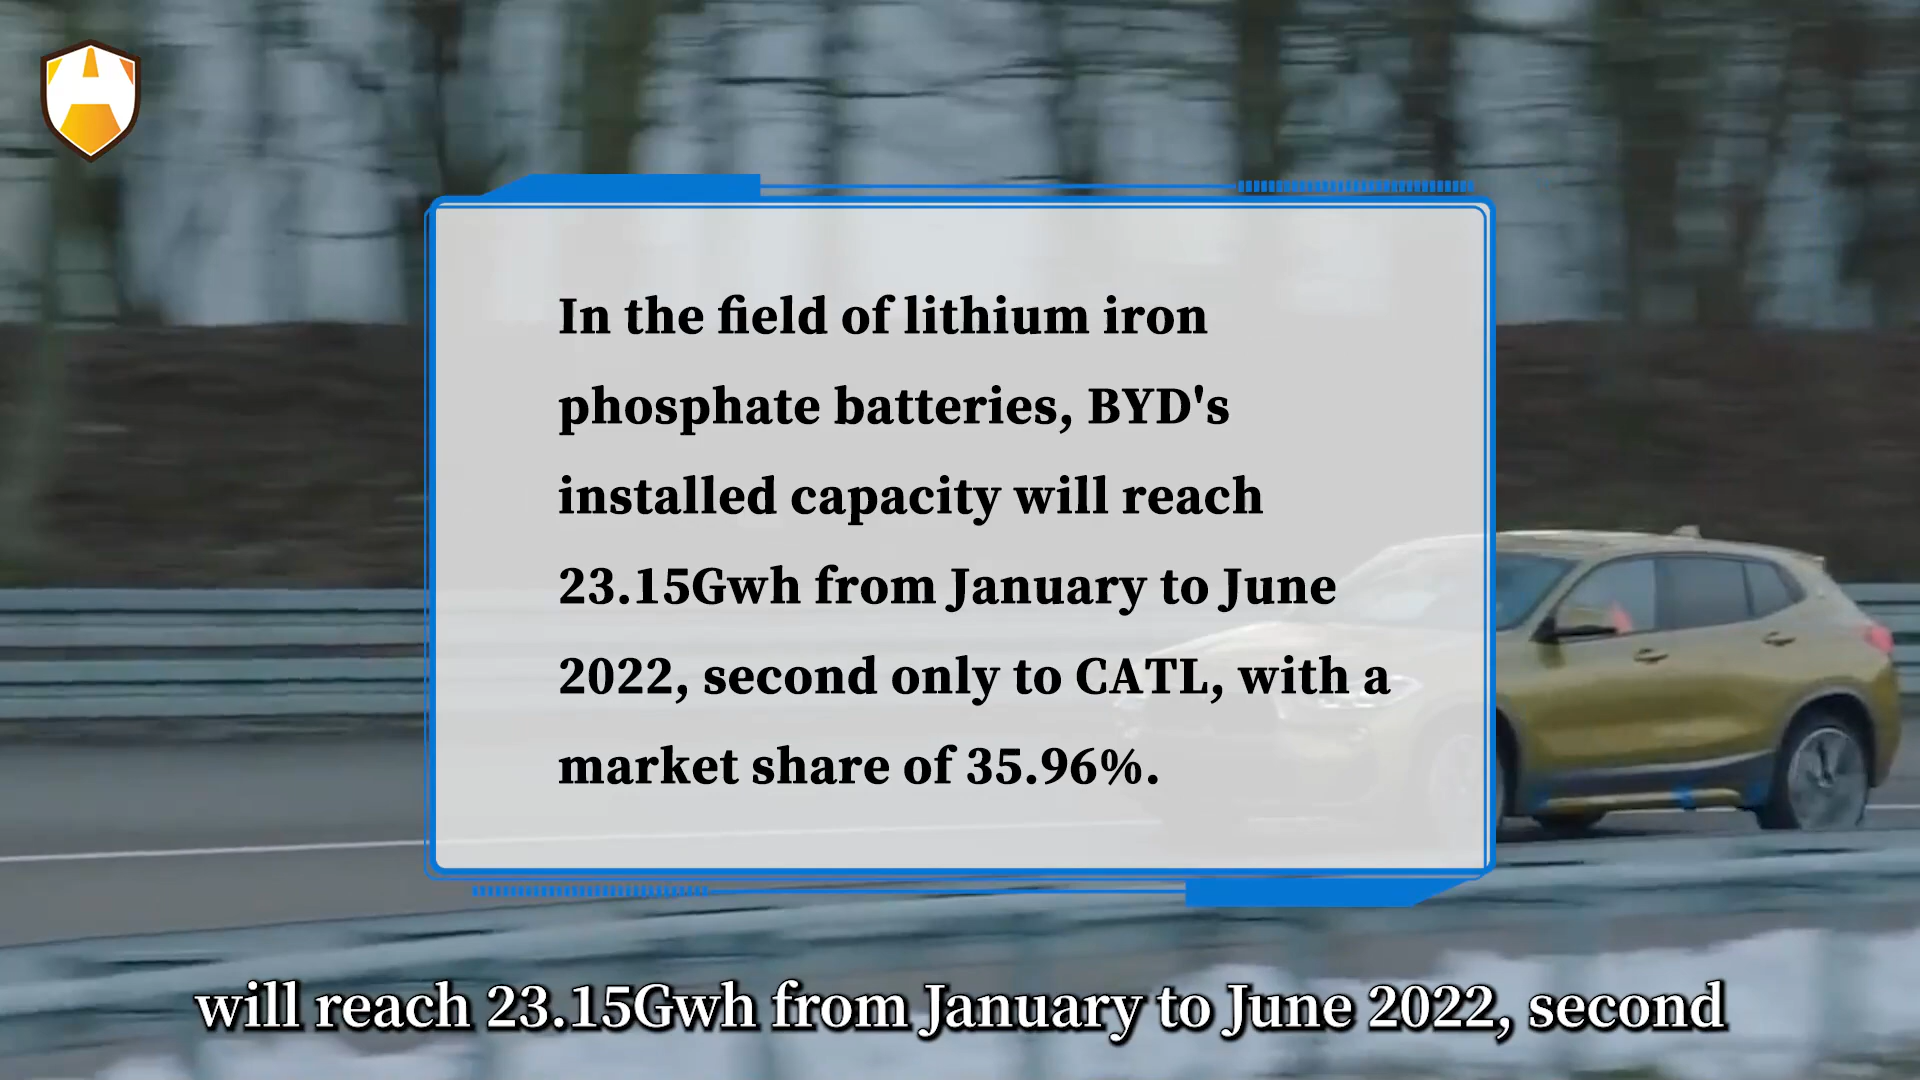 In the field of lithium iron
phosphate batteries, BYD's
installed capacity will reach
23.15Gwh from January to June
2022, second only to CATL, with a
market share of 35.96%.
will reach 23.15Gwh from January to June 2022, second